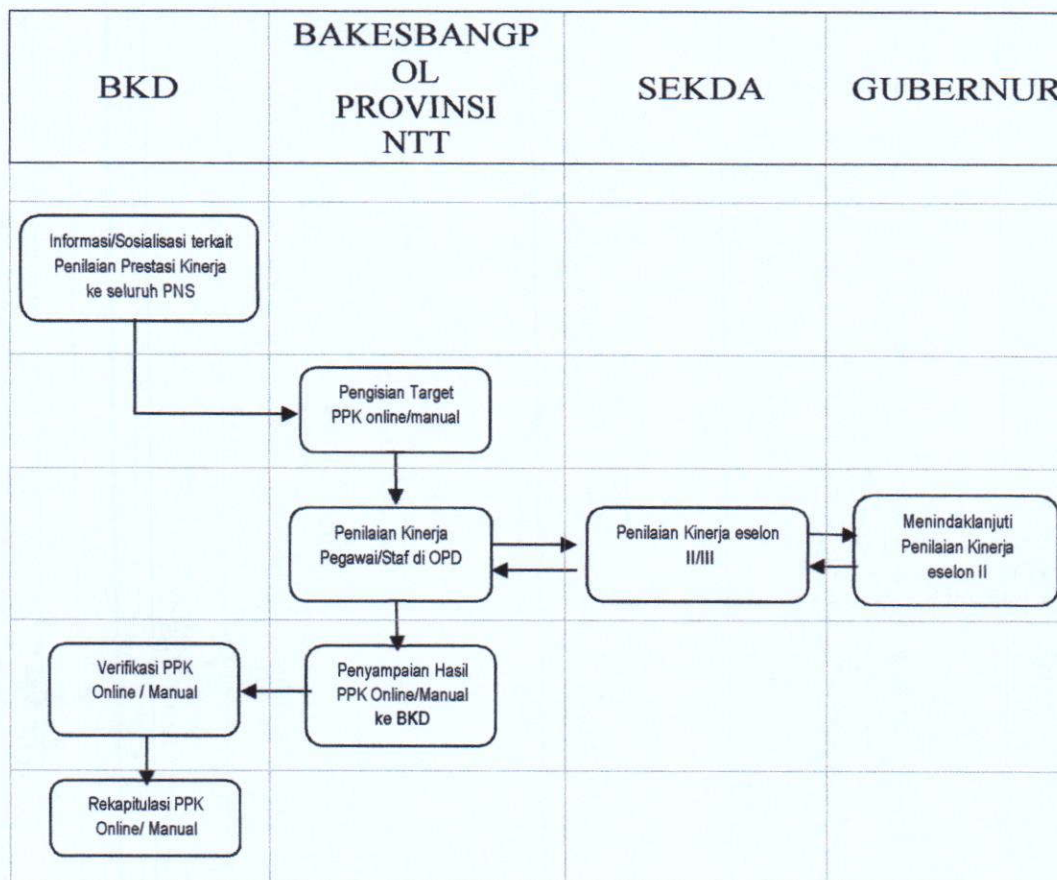 BKD
BAKESBANGP
OL
PROVINSI
NTT
SEKDA
GUBERNUR
Informasi/Sosialisasi terkait
Penilaian Prestasi Kinerja
ke seluruh PNS
Pengisian Target
PPK online/manual
Penilaian Kinerja
Pegawai/Staf di OPD
Penilaian Kinerja eselon
II/III
Menindaklanjuti
Penilaian Kinerja
eselon II
Verifikasi PPK
Online / Manual
Penyampaian Hasil
PPK Online/Manual
ke BKD
Rekapitulasi PPK
Online/ Manual